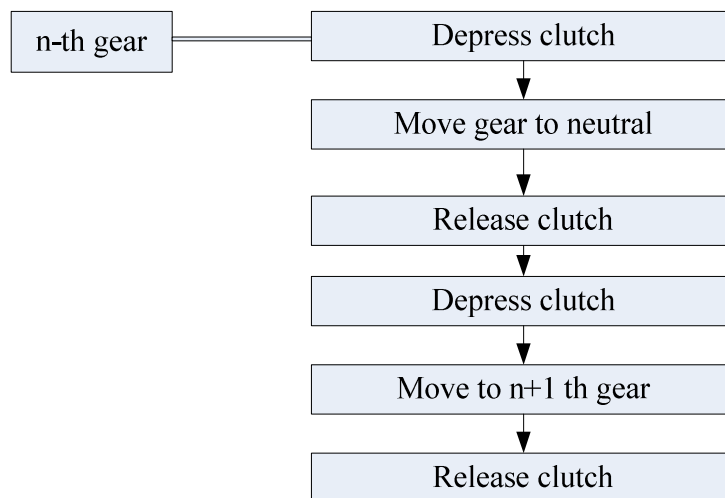 n-th gear
Depress clutch
Move gear to neutral
Release clutch
Depress clutch
Move to n+1 th gear
Release clutch